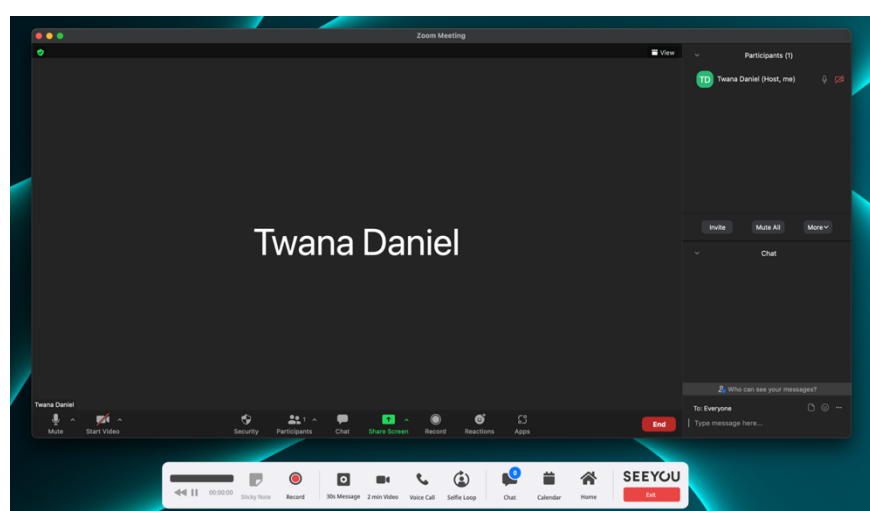 Zoom Meeting
View
Participants (1)
TD Twana Daniel (Host, me)
Twana Daniel
Invite Mute All More
Chat
Who can see your messages?
To: Everyone
Type message here...
Twana Daniel
Mute Start Video Security Participants 1 Chat Share Screen Record Reactions Apps End
00:00:00 Sticky Note Record 30s Message 2 min Video Voice Call Selfie Loop 0 Chat Calendar Home
SEEYOU
Exit